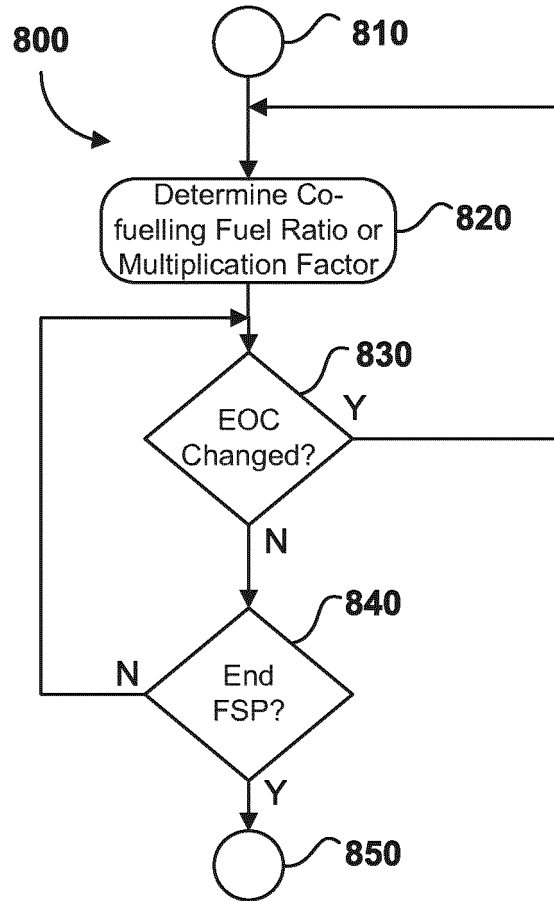 810
800
Determine Co-
fuelling Fuel Ratio or
Multiplication Factor
820
830
EOC
Changed?
Y
N
840
End
FSP?
N
Y
850